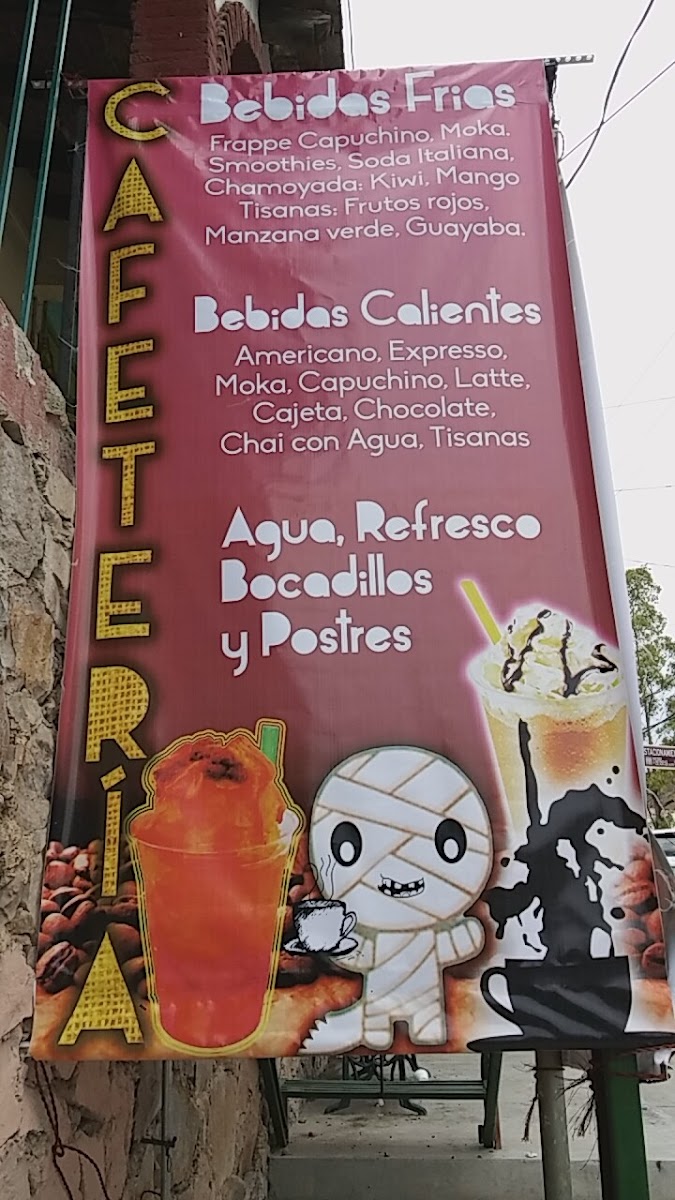 CAFETERÍA
Bebidas Frias
Frappe Capuchino, Moka.
Smoothies, Soda Italiana,
Chamoyada: Kiwi, Mango
Tisanas: Frutos rojos,
Manzana verde, Guayaba.
Bebidas Calientes
Americano, Expresso,
Moka, Capuchino, Latte,
Cajeta, Chocolate,
Chai con Agua, Tisanas
Agua, Refresco
Bocadillos
y Postres